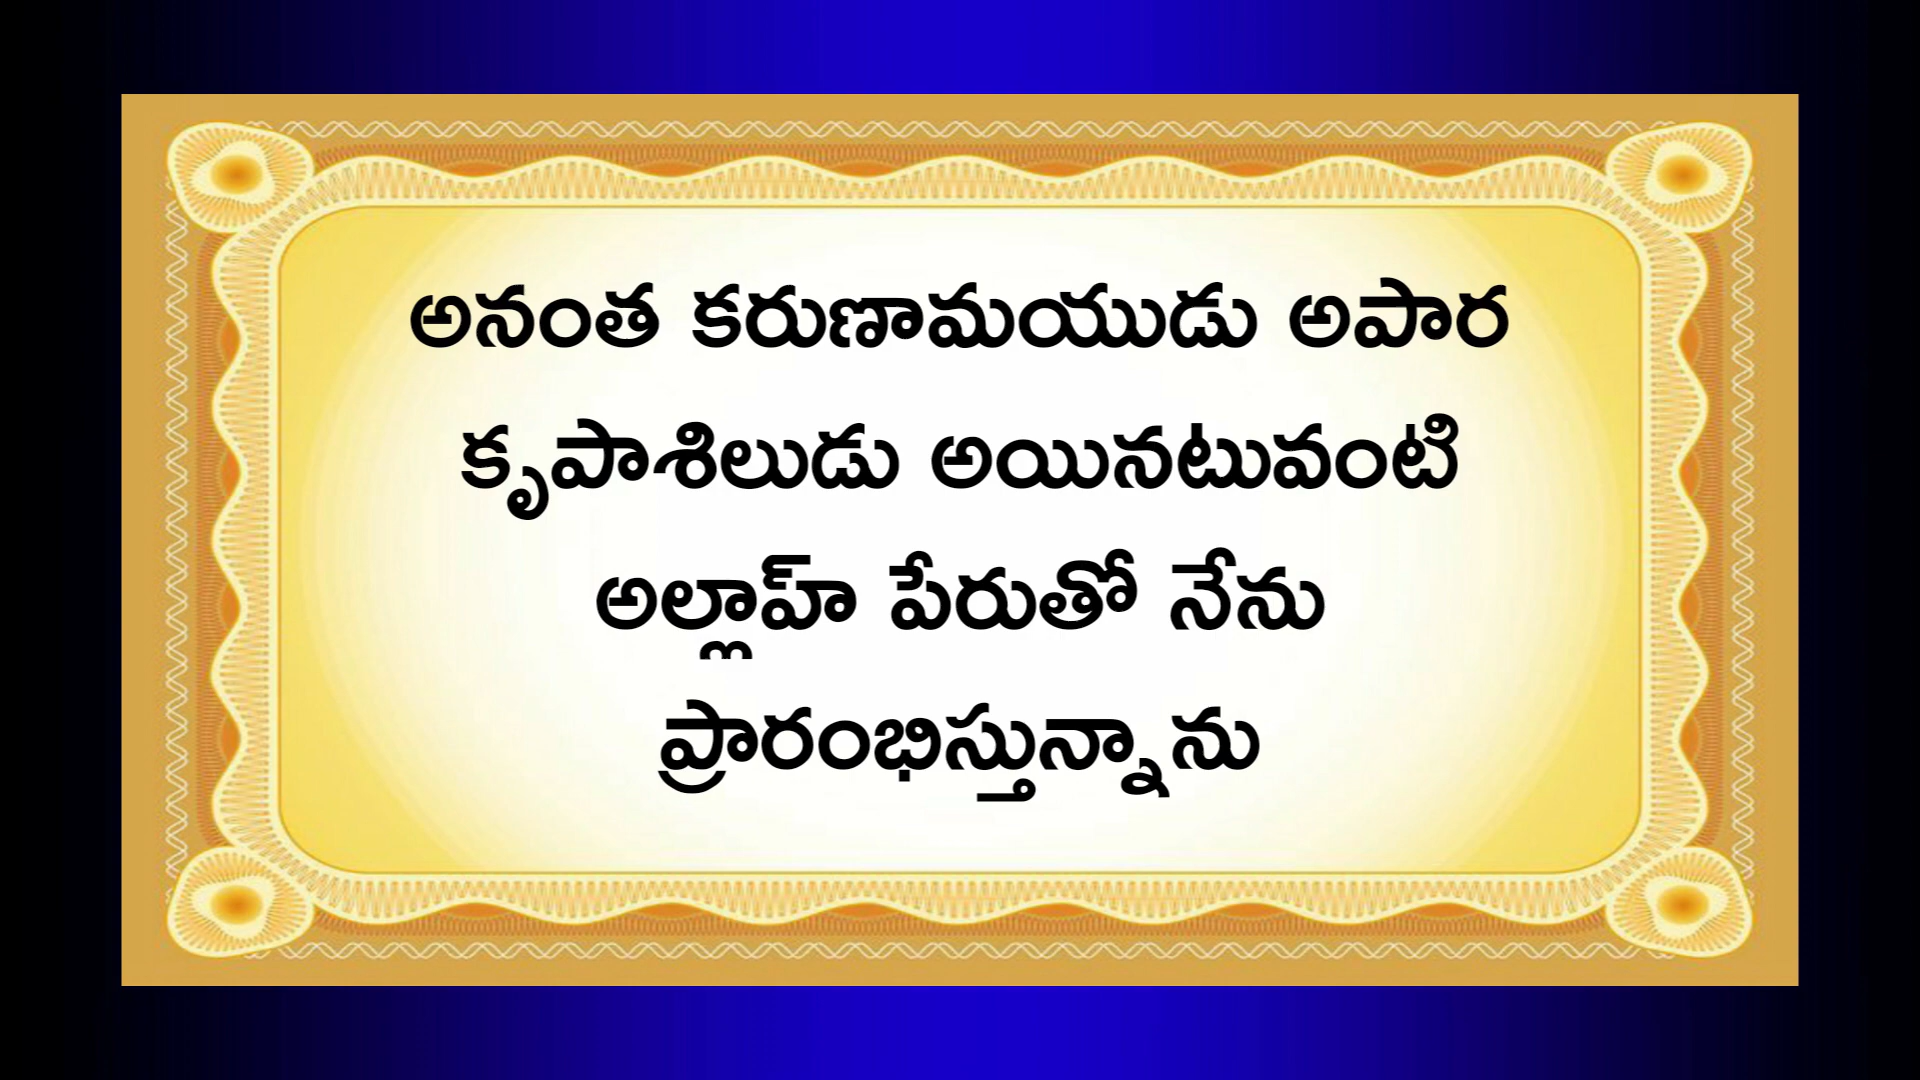 అనంత కరుణామయుడు అపార
కృపాశిలుడు అయినటువంటి
అల్లాహ్ పేరుతో నేను
ప్రారంభిస్తున్నాను